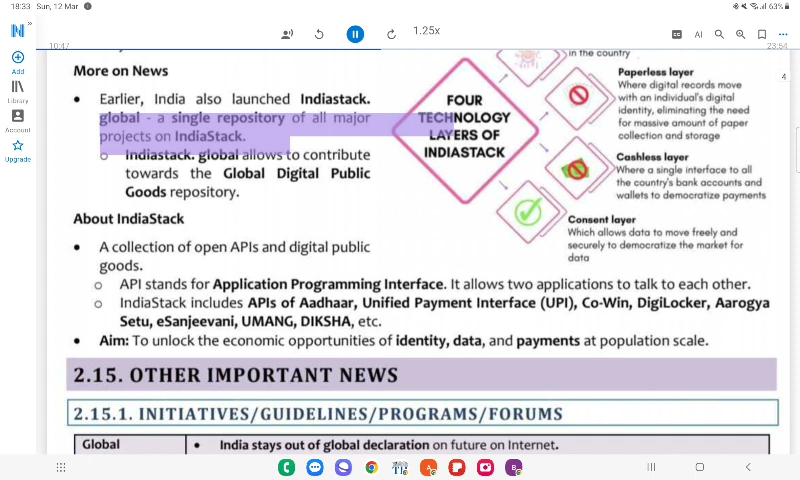 18:33 Sun, 12 Mar
63%
N
»
Add
Library
Account
Upgrade
1.25x
CC
AI
10:47
23:54
4
More on News
• Earlier, India also launched Indiastack.
global - a single repository of all major
projects on IndiaStack.
o Indiastack. global allows to contribute
towards the Global Digital Public
Goods repository.
FOUR
TECHNOLOGY
LAYERS OF
INDIASTACK
in the country
Paperless layer
Where digital records move
with an individual's digital
identity, eliminating the need
for massive amount of paper
collection and storage
Cashless layer
Where a single interface to all
the country's bank accounts and
wallets to democratize payments
Consent layer
Which allows data to move freely and
securely to democratize the market for
data
About IndiaStack
• A collection of open APIs and digital public
goods.
o API stands for Application Programming Interface. It allows two applications to talk to each other.
o IndiaStack includes APIs of Aadhaar, Unified Payment Interface (UPI), Co-Win, DigiLocker, Aarogya
Setu, eSanjeevani, UMANG, DIKSHA, etc.
• Aim: To unlock the economic opportunities of identity, data, and payments at population scale.
2.15. OTHER IMPORTANT NEWS
2.15.1. INITIATIVES/GUIDELINES/PROGRAMS/FORUMS
Global
• India stays out of global declaration on future on Internet.